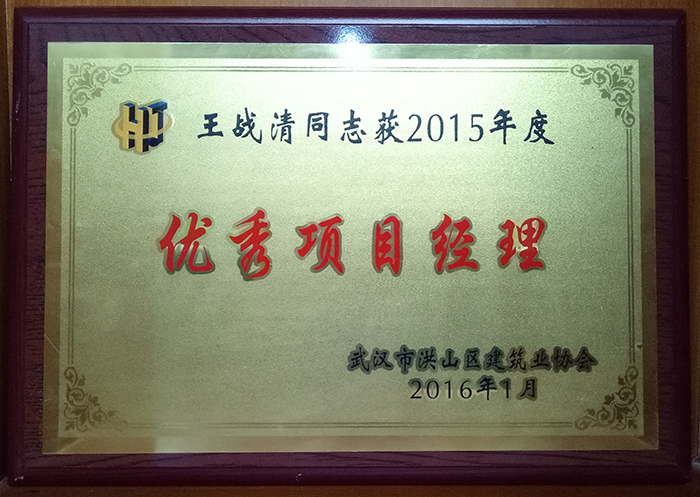 王战清同志获2015年度
优秀项目经理
武汉市洪山区建筑业协会
2016年1月